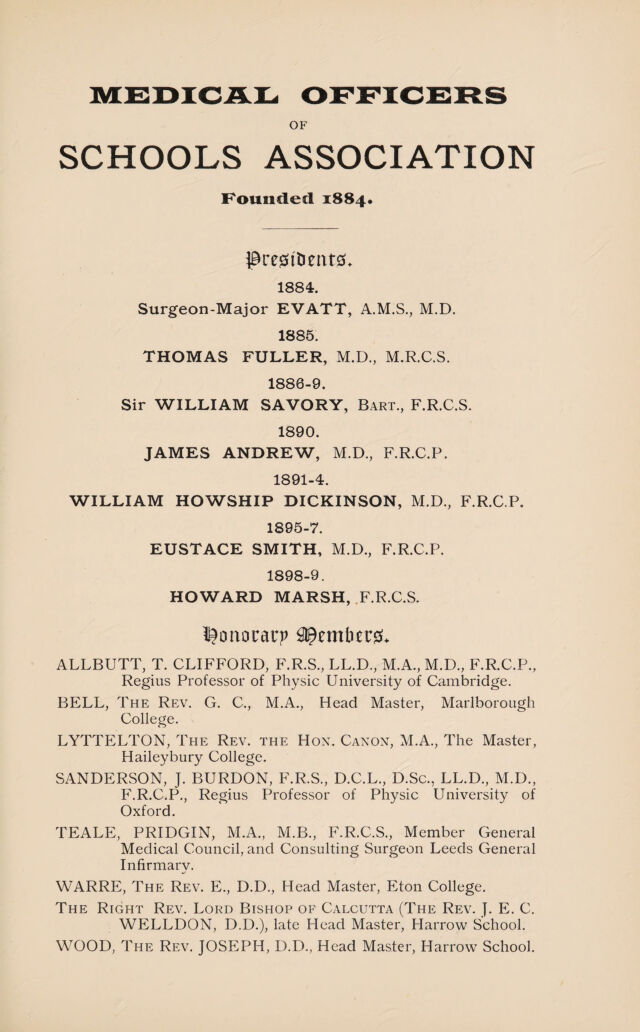 MEDICAL OFFICERS
OF
SCHOOLS ASSOCIATION
Founded 1884.
Presidents.
1884.
Surgeon-Major EVATT, A.M.S., M.D.
1885.
THOMAS FULLER, M.D., M.R.C.S.
1886-9.
Sir WILLIAM SAVORY, BART., F.R.C.S.
1890.
JAMES ANDREW, M.D., F.R.C.P.
1891-4.
WILLIAM HOWSHIP DICKINSON, M.D., F.R.C.P.
1895-7.
EUSTACE SMITH, M.D., F.R.C.P.
1898-9.
HOWARD MARSH, F.R.C.S.
Honorary Members.
ALLBUTT, T. CLIFFORD, F.R.S., LL.D., M.A., M.D., F.R.C.P.,
Regius Professor of Physic University of Cambridge.
BELL, THE REV. G. C., M.A., Head Master, Marlborough
College.
LYTTELTON, THE REV. THE HON. CANON, M.A., The Master,
Haileybury College.
SANDERSON, J. BURDON, F.R.S., D.C.L., D.Sc., LL.D., M.D.,
F.R.C.P., Regius Professor of Physic University of
Oxford.
TEALE, PRIDGIN, M.A., M.B., F.R.C.S., Member General
Medical Council, and Consulting Surgeon Leeds General
Infirmary.
WARRE, THE REV. E., D.D., Head Master, Eton College.
THE RIGHT REV. LORD BISHOP OF CALCUTTA (THE REV. J. E. C.
WELLDON, D.D.), late Head Master, Harrow School.
WOOD, THE REV. JOSEPH, D.D., Head Master, Harrow School.